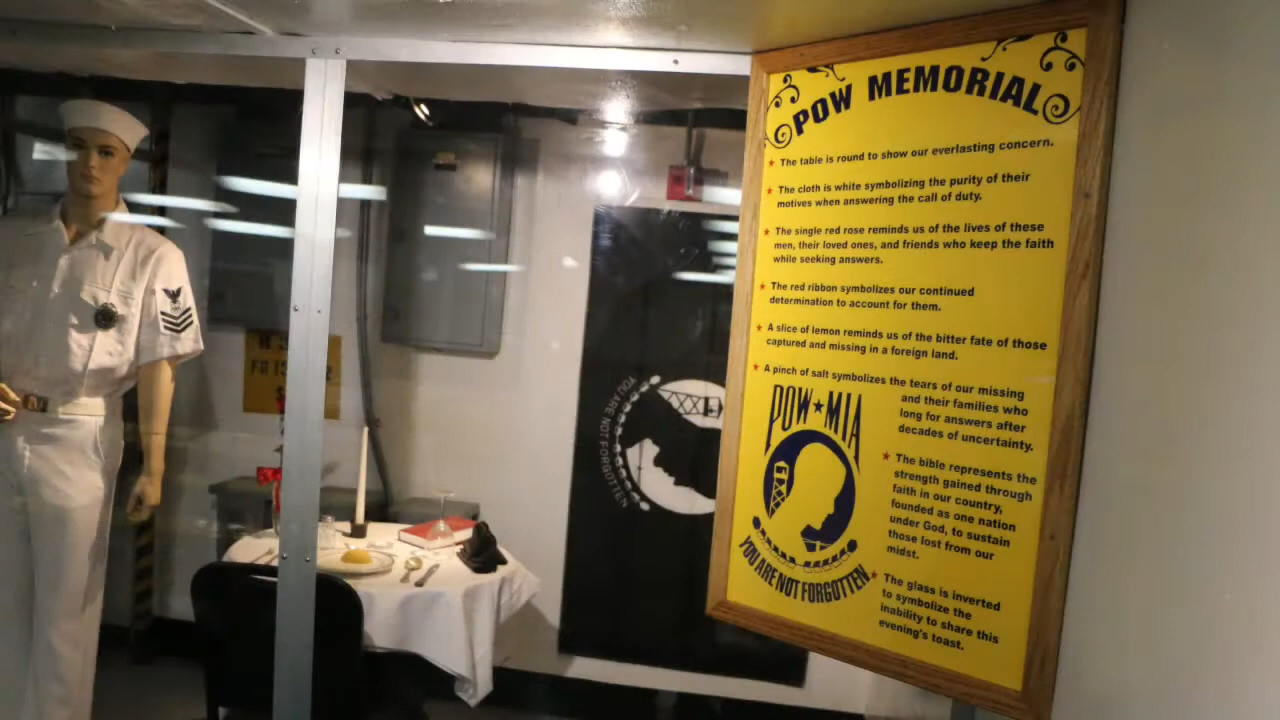 POW MEMORIAL
The table is round to show our everlasting concern.
The cloth is white symbolizing the purity of their
motives when answering the call of duty.
The single red rose reminds us of the lives of these
men, their loved ones, and friends who keep the faith
while seeking answers.
The red ribbon symbolizes our continued
determination to account for them.
A slice of lemon reminds us of the bitter fate of those
captured and missing in a foreign land.
A pinch of salt symbolizes the tears of our missing
and their families who
long for answers after
decades of uncertainty.
The bible represents the
strength gained through
faith in our country,
founded as one nation
under God, to sustain
those lost from our
midst.
The glass is inverted
to symbolize the
inability to share this
evening's toast.
POW★MIA
YOU ARE NOT FORGOTTEN
YOU ARE NOT FORGOTTEN